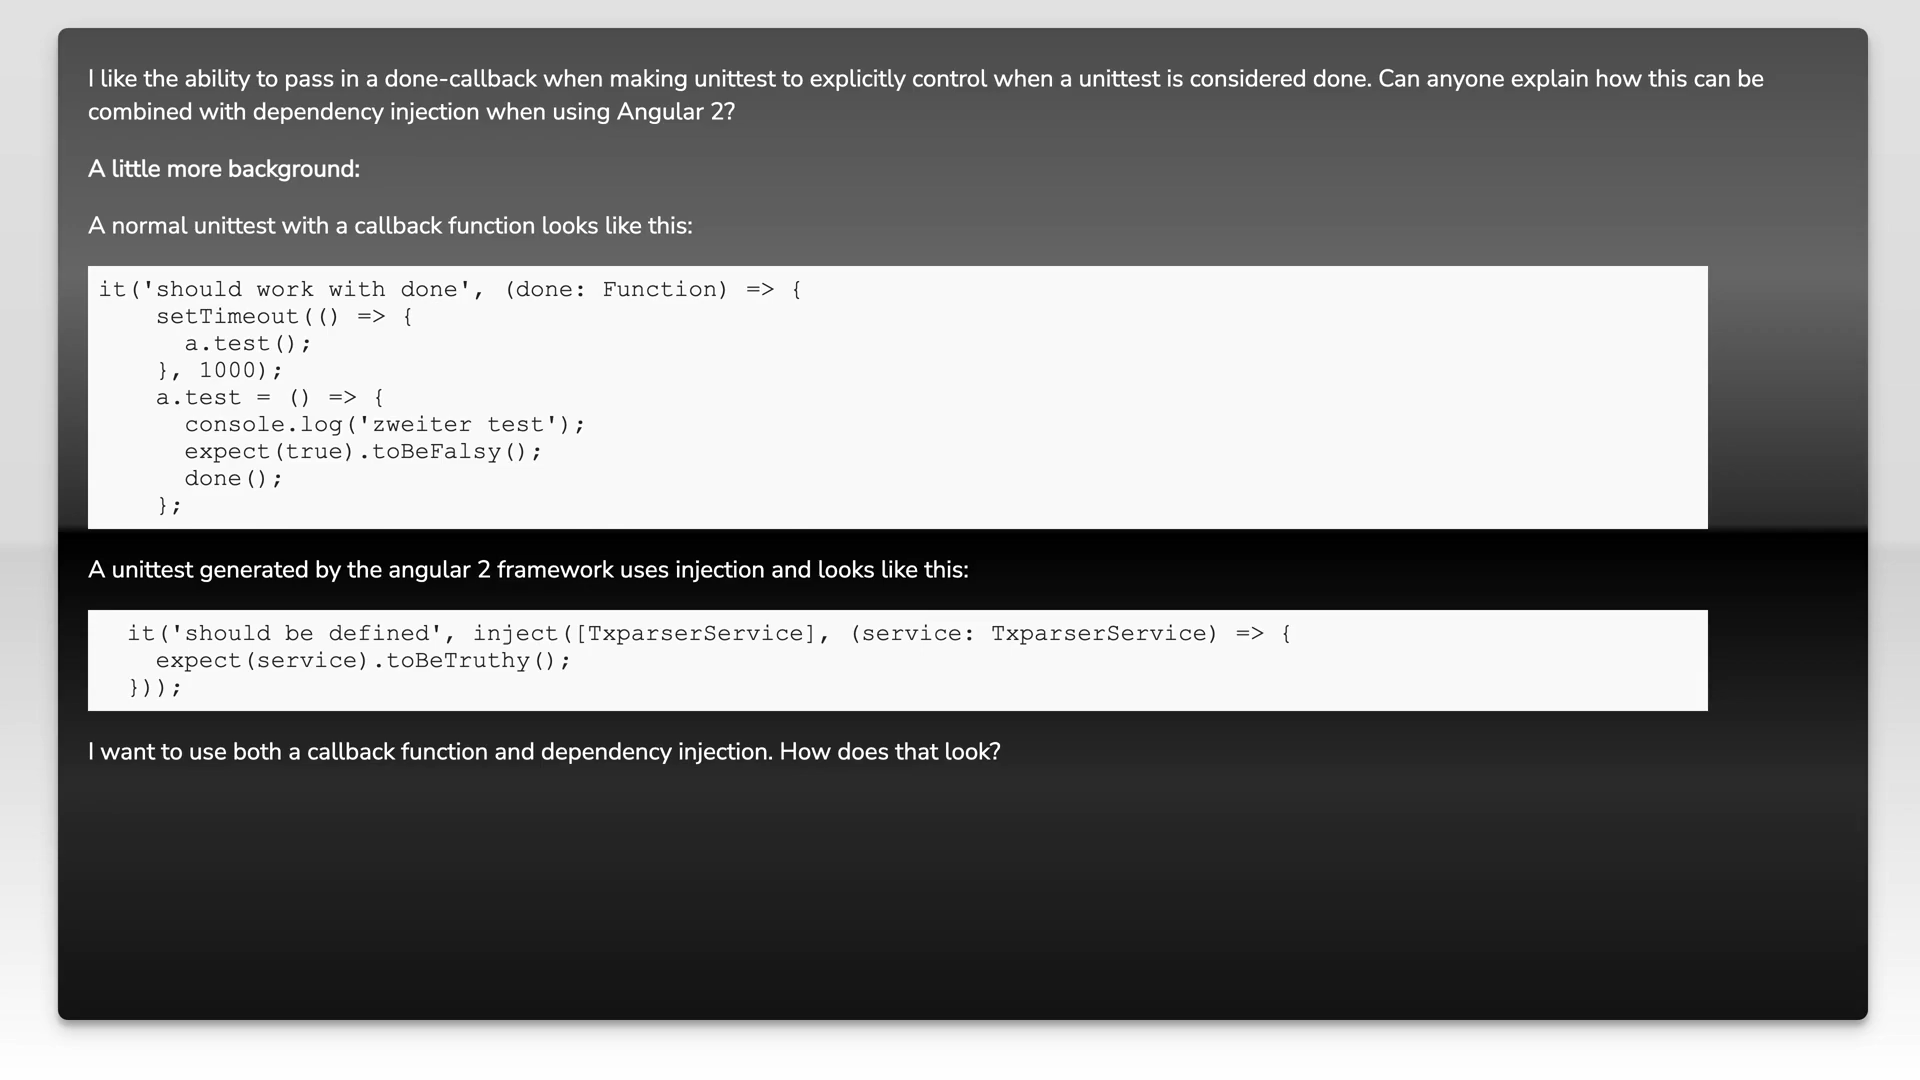 I like the ability to pass in a done-callback when making unittest to explicitly control when a unittest is considered done. Can anyone explain how this can be
combined with dependency injection when using Angular 2?
A little more background:
A normal unittest with a callback function looks like this:
it('should work with done', (done: Function) => {
    setTimeout(() => {
      a.test();
    }, 1000);
    a.test = () => {
      console.log('zweiter test');
      expect(true).toBeFalsy();
      done();
    };
A unittest generated by the angular 2 framework uses injection and looks like this:
  it('should be defined', inject([TxparserService], (service: TxparserService) => {
    expect(service).toBeTruthy();
  }));
I want to use both a callback function and dependency injection. How does that look?